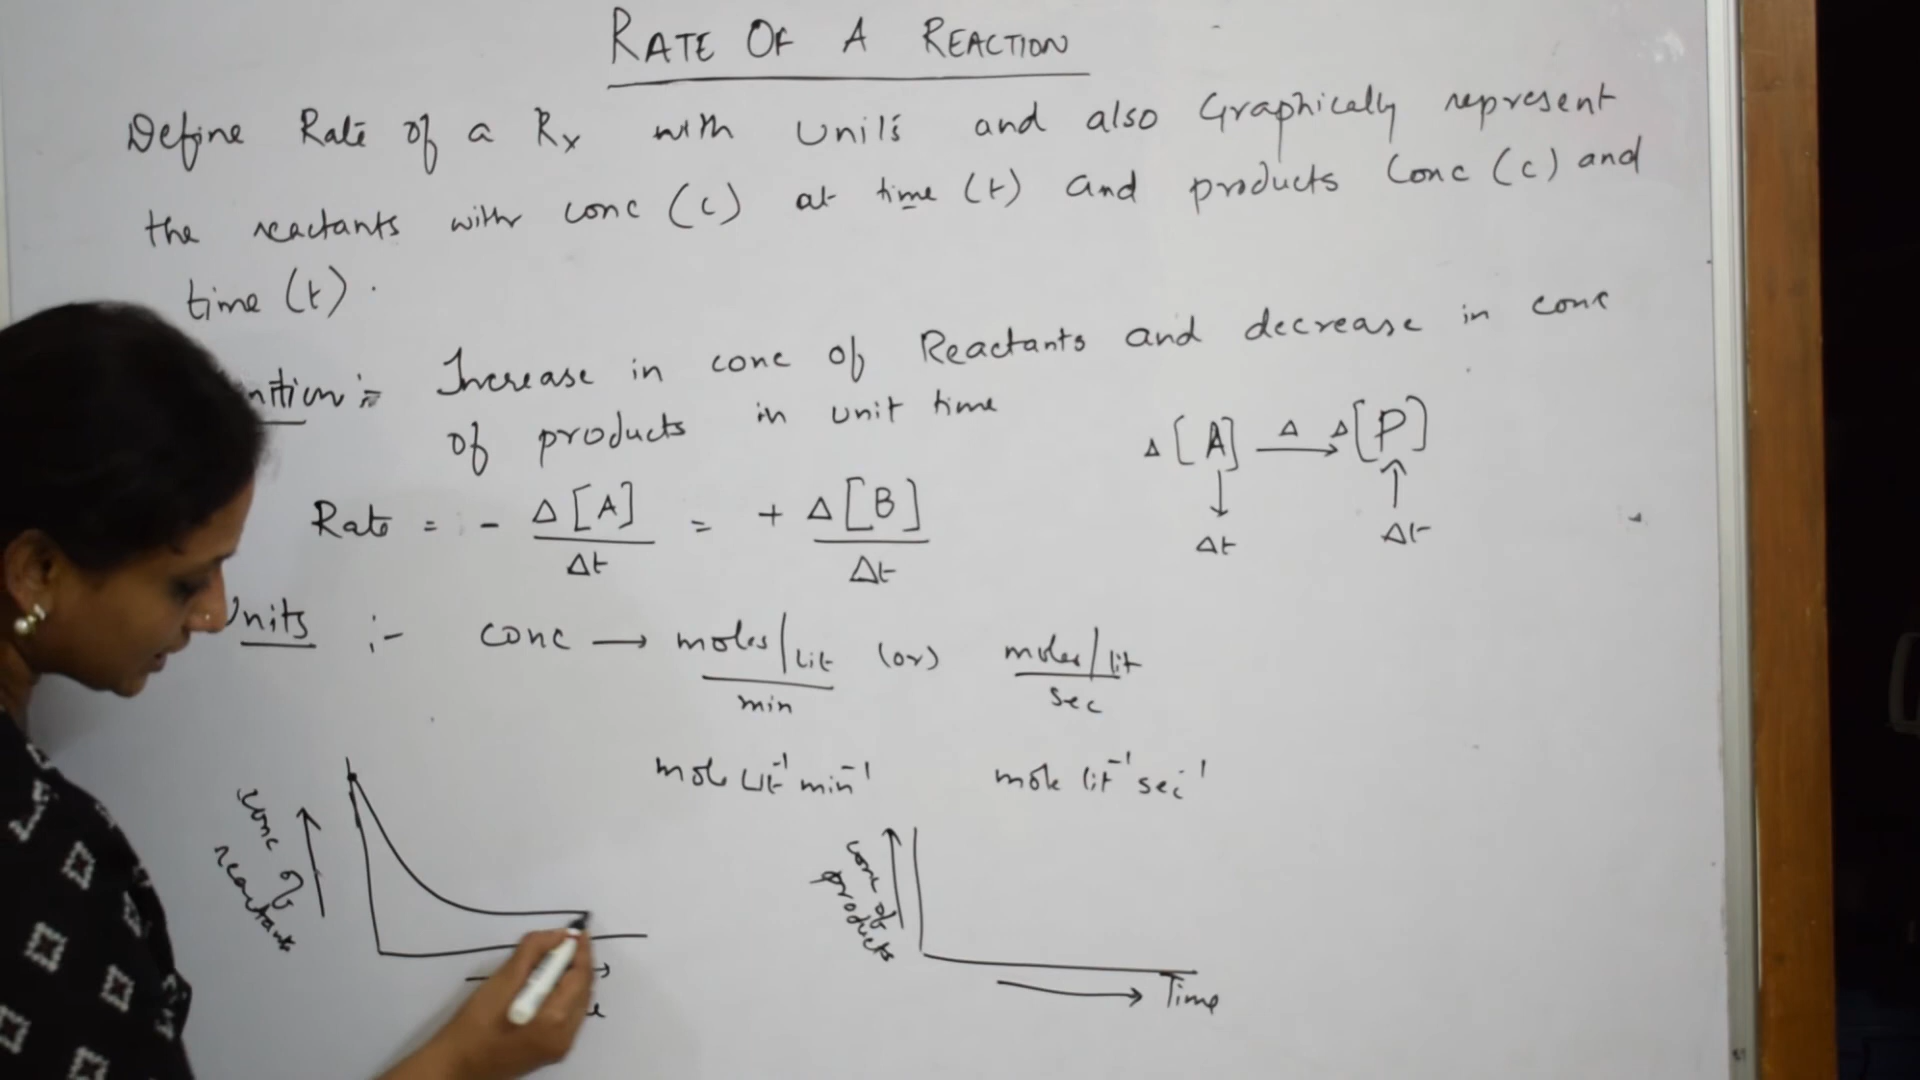 RATE OF A REACTION
Define Rate of a Rx with Units and also Graphically represent
the reactants with conc (c) at time (t) and products Conc (c) and
time (t).
nition :- Increase in conc of Reactants and decrease in conc
of products in unit time
Δ[A] Δ→ Δ[P]
↓ ↑
Δt Δt
Rate = - Δ[A]/Δt = + Δ[B]/Δt
Units :- conc → moles/lit/min (or) moles/lit/sec
mole lit⁻¹ min⁻¹ mole lit⁻¹ sec⁻¹
conc of
reactants
conc of
products
Time